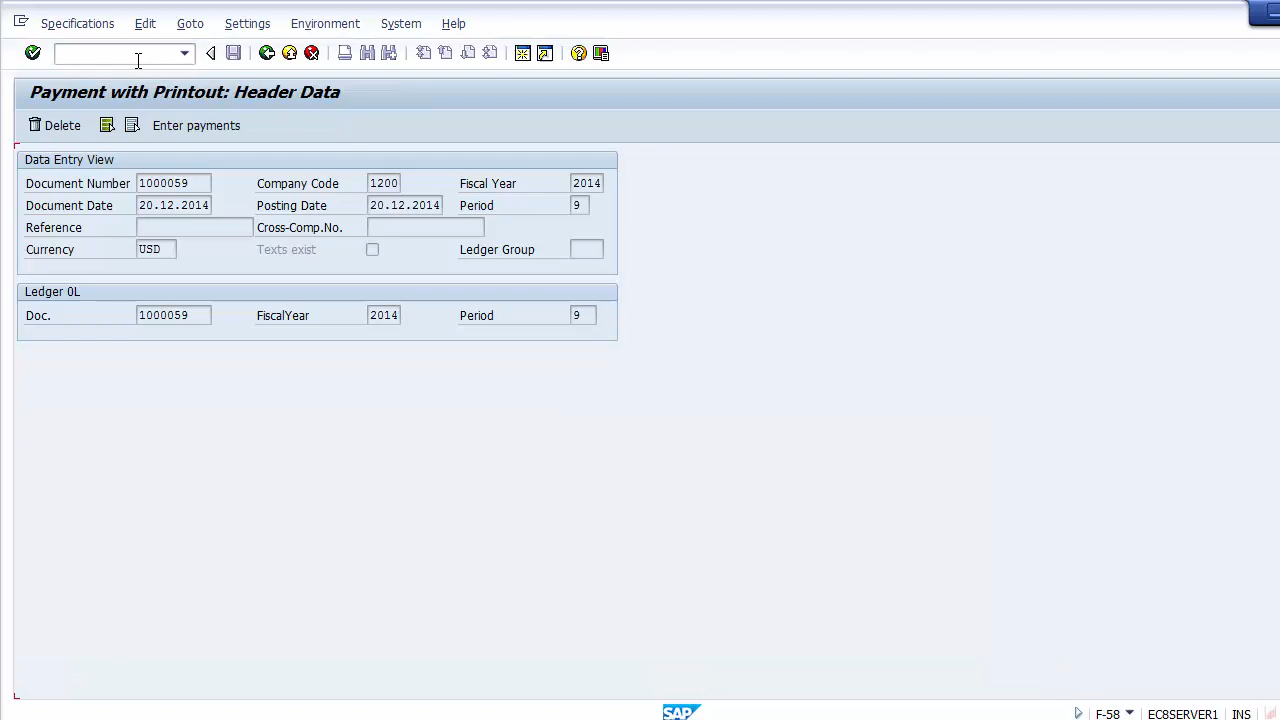 Specifications Edit Goto Settings Environment System Help
Payment with Printout: Header Data
Delete Enter payments
Data Entry View
Document Number 1000059 Company Code 1200 Fiscal Year 2014
Document Date 20.12.2014 Posting Date 20.12.2014 Period 9
Reference Cross-Comp.No.
Currency USD Texts exist Ledger Group
Ledger 0L
Doc. 1000059 FiscalYear 2014 Period 9
SAP F-58 EC8SERVER1 INS